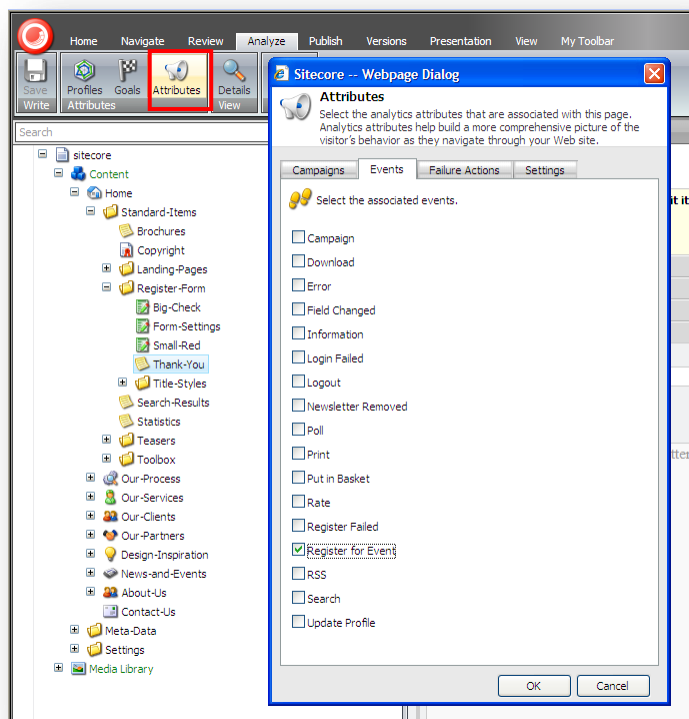 Home Navigate Review Analyze Publish Versions Presentation View My Toolbar
Save Profiles Goals Attributes Details
Write Attributes View
Search
sitecore
Content
Home
Standard-Items
Brochures
Copyright
Landing-Pages
Register-Form
Big-Check
Form-Settings
Small-Red
Thank-You
Title-Styles
Search-Results
Statistics
Teasers
Toolbox
Our-Process
Our-Services
Our-Clients
Our-Partners
Design-Inspiration
News-and-Events
About-Us
Contact-Us
Meta-Data
Settings
Media Library
Sitecore -- Webpage Dialog
Attributes
Select the analytics attributes that are associated with this page.
Analytics attributes help build a more comprehensive picture of the
visitor's behavior as they navigate through your Web site.
Campaigns Events Failure Actions Settings
Select the associated events.
Campaign
Download
Error
Field Changed
Information
Login Failed
Logout
Newsletter Removed
Poll
Print
Put in Basket
Rate
Register Failed
Register for Event
RSS
Search
Update Profile
OK Cancel
it it